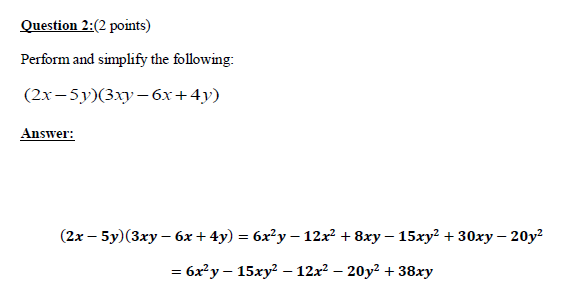 Question 2:(2 points)
Perform and simplify the following:
(2x−5y)(3xy−6x+4y)
Answer:
(2x − 5y)(3xy − 6x + 4y) = 6x²y − 12x² + 8xy − 15xy² + 30xy − 20y²
= 6x²y − 15xy² − 12x² − 20y² + 38xy